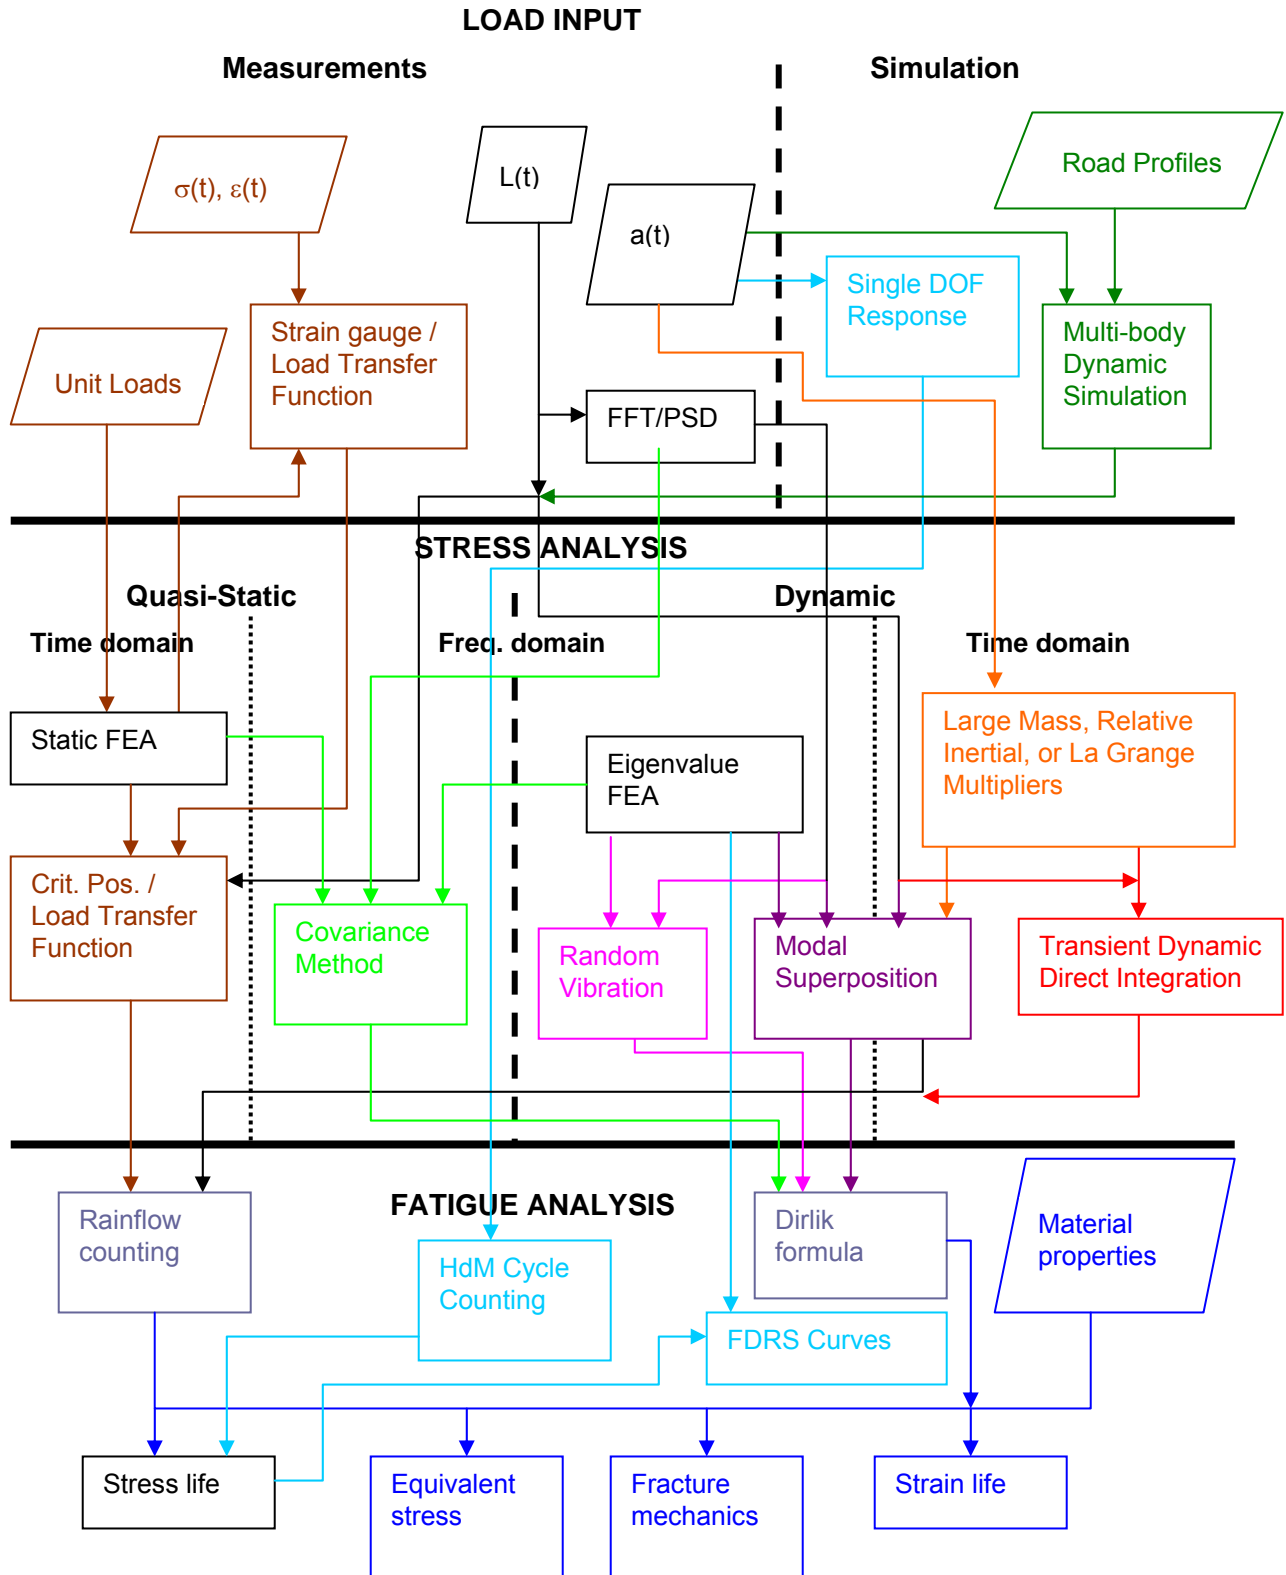 LOAD INPUT
Measurements
Simulation
σ(t), ε(t)
L(t)
Road Profiles
a(t)
Single DOF
Response
Strain gauge /
Load Transfer
Function
Multi-body
Dynamic
Simulation
Unit Loads
FFT/PSD
STRESS ANALYSIS
Quasi-Static
Dynamic
Time domain
Freq. domain
Time domain
Static FEA
Large Mass, Relative
Inertial, or La Grange
Multipliers
Eigenvalue
FEA
Crit. Pos. /
Load Transfer
Function
Covariance
Method
Random
Vibration
Modal
Superposition
Transient Dynamic
Direct Integration
FATIGUE ANALYSIS
Rainflow
counting
Dirlik
formula
Material
properties
HdM Cycle
Counting
FDRS Curves
Stress life
Equivalent
stress
Fracture
mechanics
Strain life